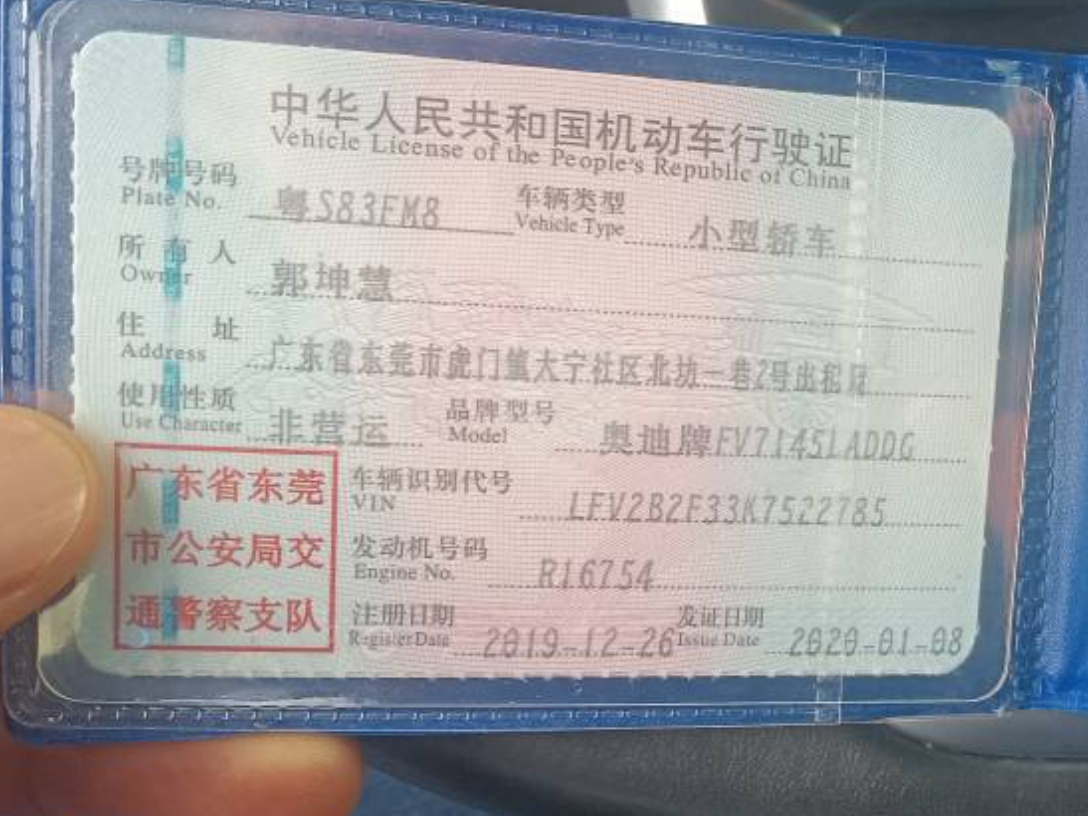 中华人民共和国机动车行驶证
Vehicle License of the People's Republic of China
号牌号码 粤S83FM8 车辆类型 小型轿车
Plate No. Vehicle Type
所有人 郭坤慧
Owner
住址 广东省东莞市虎门镇大宁社区北坊一巷2号出租屋
Address
使用性质 非营运 品牌型号 奥迪牌FV7145LADDG
Use Character Model
广东省东莞市公安局交通警察支队
车辆识别代号 LFV2B2F33K7522785
VIN
发动机号码 R16754
Engine No.
注册日期 2019-12-26 发证日期 2020-01-08
Register Date Issue Date